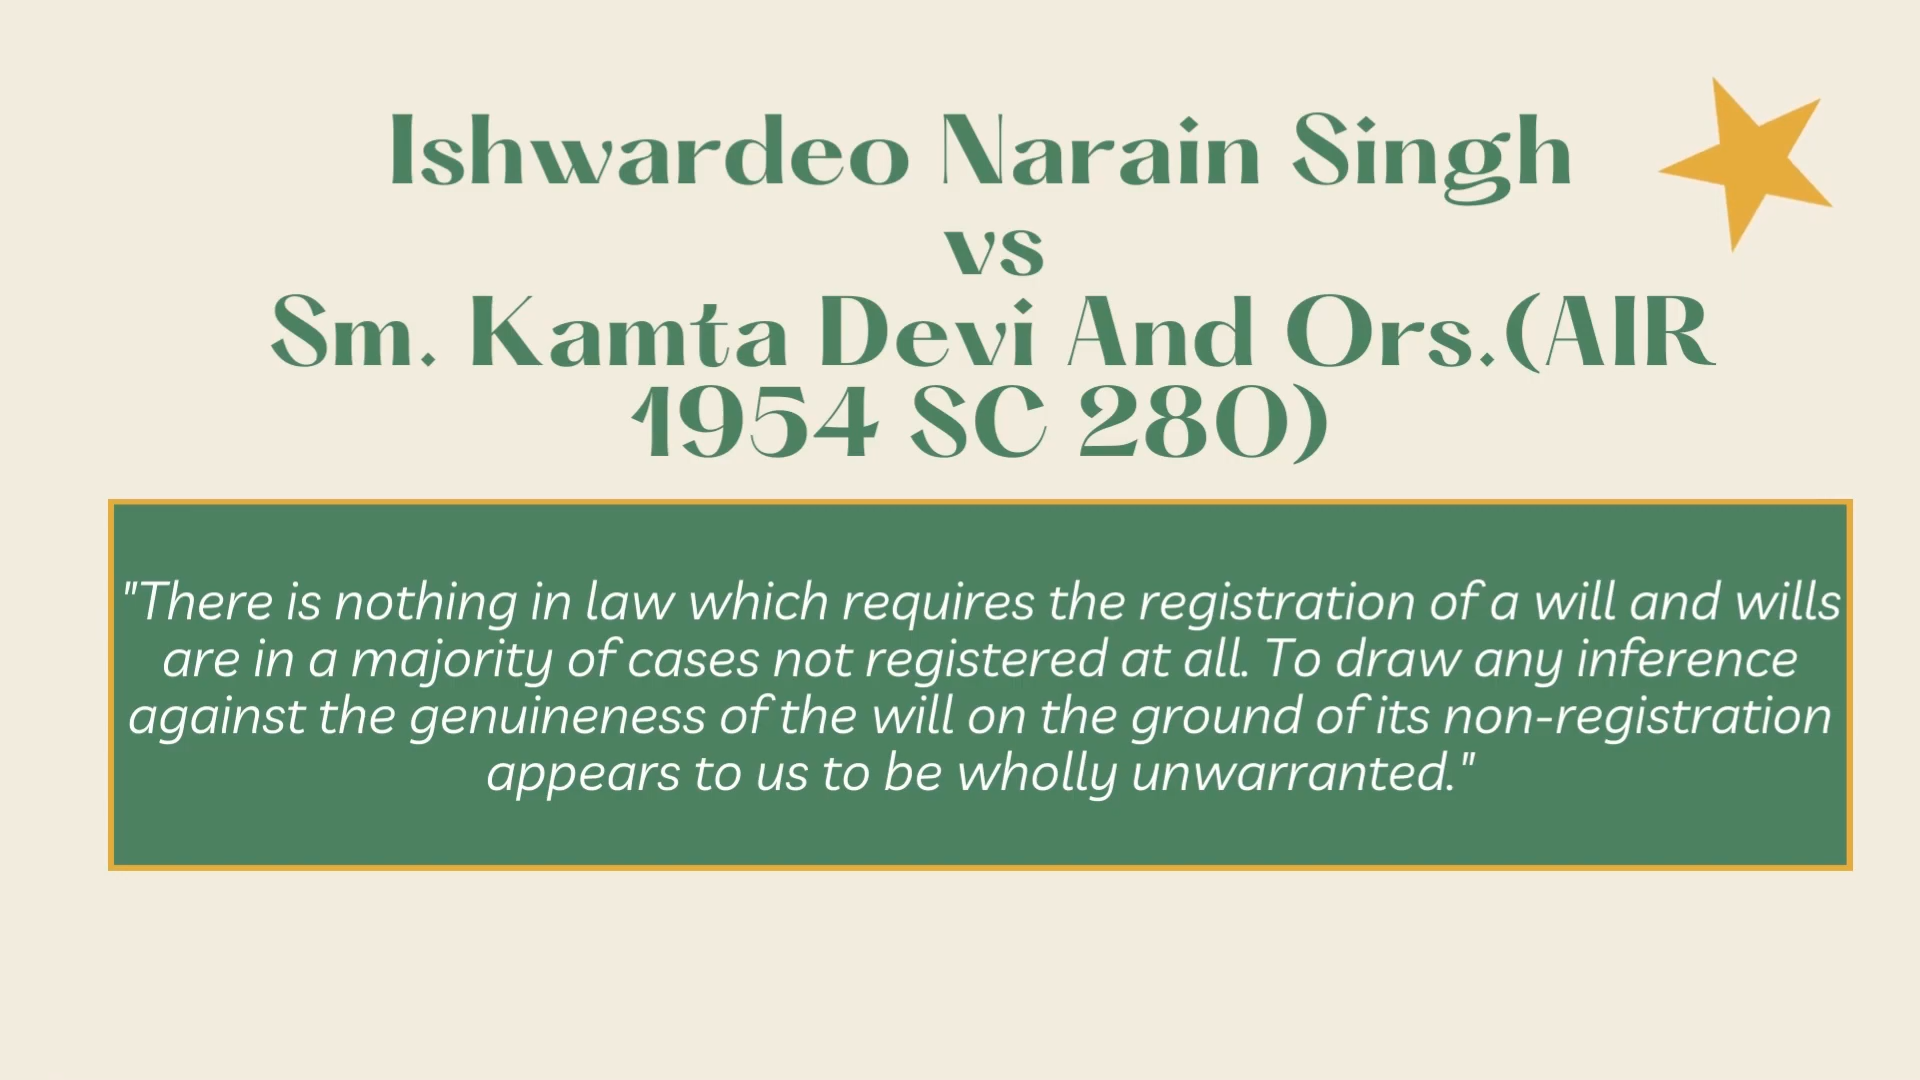 Ishwardeo Narain Singh
vs
Sm. Kamta Devi And Ors.(AIR
1954 SC 280)
"There is nothing in law which requires the registration of a will and wills
are in a majority of cases not registered at all. To draw any inference
against the genuineness of the will on the ground of its non-registration
appears to us to be wholly unwarranted."